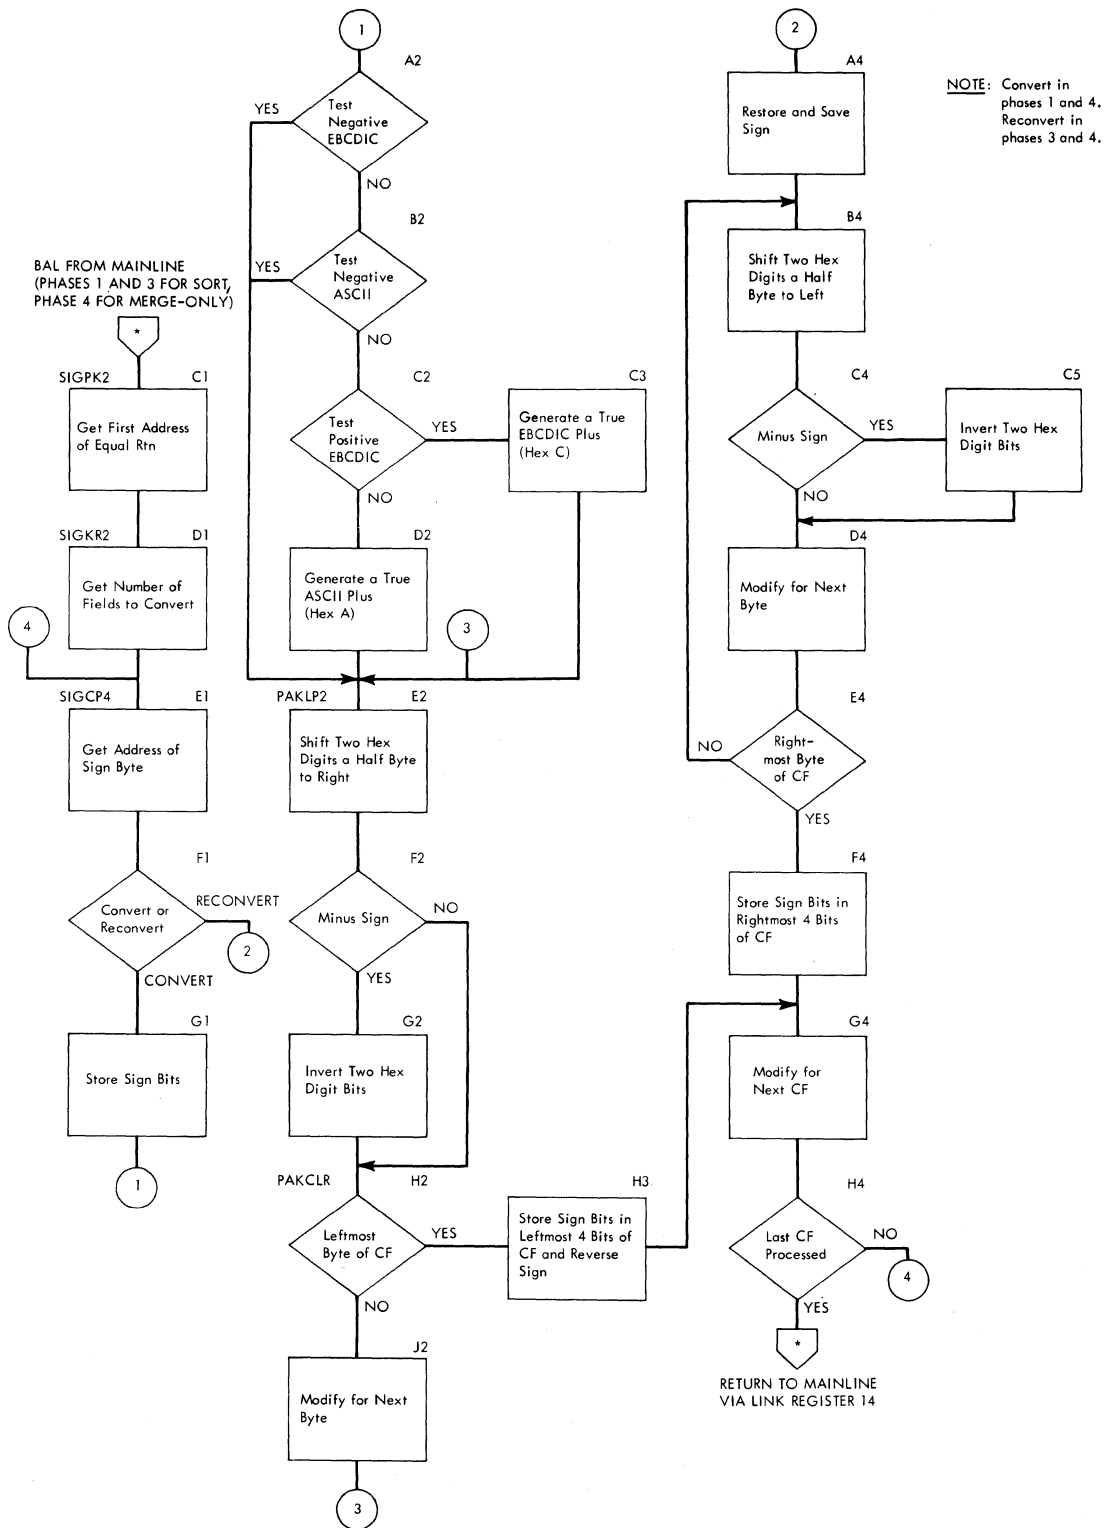 1
A2
YES
Test
Negative
EBCDIC
NO
B2
YES
Test
Negative
ASCII
NO
BAL FROM MAINLINE
(PHASES 1 AND 3 FOR SORT,
PHASE 4 FOR MERGE-ONLY)
*
SIGPK2
C1
Get First Address
of Equal Rtn
SIGKR2
D1
Get Number of
Fields to Convert
4
SIGCP4
E1
Get Address of
Sign Byte
F1
Convert or
Reconvert
RECONVERT
2
CONVERT
G1
Store Sign Bits
1
C2
Test
Positive
EBCDIC
YES
NO
C3
Generate a True
EBCDIC Plus
(Hex C)
D2
Generate a True
ASCII Plus
(Hex A)
3
PAKLP2
E2
Shift Two Hex
Digits a Half Byte
to Right
F2
Minus Sign
NO
YES
G2
Invert Two Hex
Digit Bits
PAKCLR
H2
Leftmost
Byte of CF
YES
NO
H3
Store Sign Bits in
Leftmost 4 Bits of
CF and Reverse
Sign
J2
Modify for Next
Byte
3
2
A4
Restore and Save
Sign
NOTE: Convert in
phases 1 and 4.
Reconvert in
phases 3 and 4.
B4
Shift Two Hex
Digits a Half
Byte to Left
C4
Minus Sign
YES
NO
C5
Invert Two Hex
Digit Bits
D4
Modify for Next
Byte
E4
NO
Right-
most Byte
of CF
YES
F4
Store Sign Bits in
Rightmost 4 Bits
of CF
G4
Modify for
Next CF
H4
Last CF
Processed
NO
4
YES
*
RETURN TO MAINLINE
VIA LINK REGISTER 14